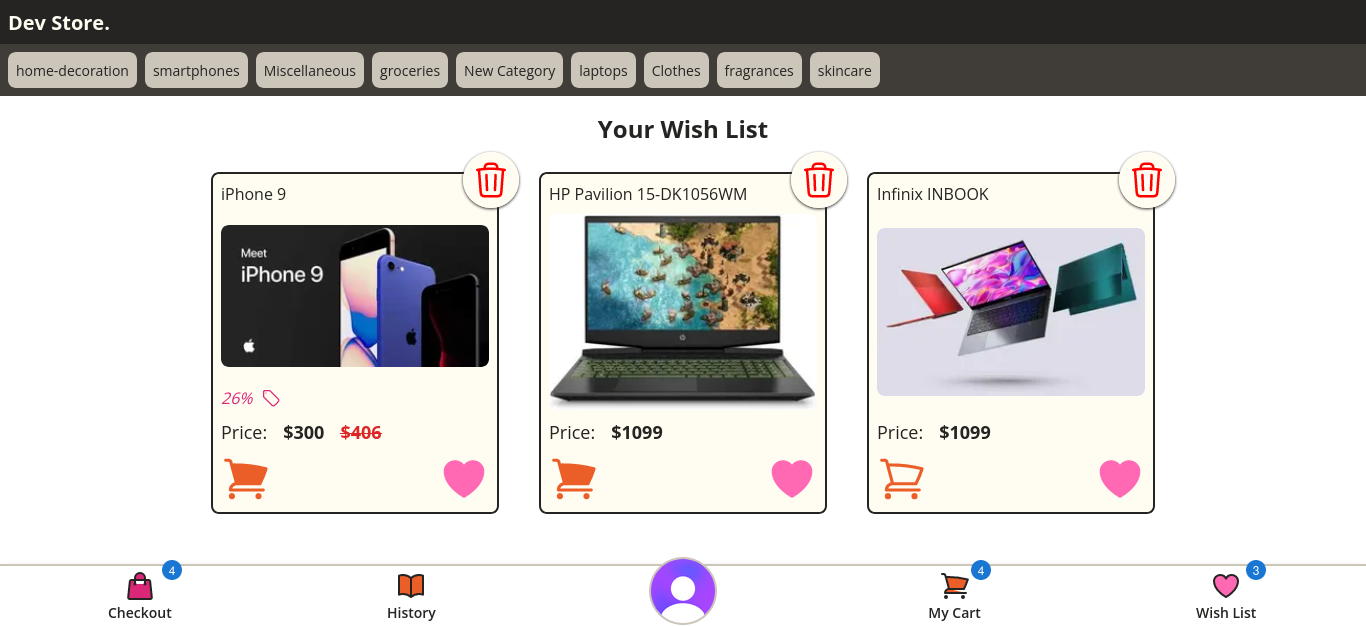 Dev Store.
home-decoration smartphones Miscellaneous groceries New Category laptops Clothes fragrances skincare
Your Wish List
iPhone 9
Meet
iPhone 9
26%
Price: $300 $406
HP Pavilion 15-DK1056WM
Price: $1099
Infinix INBOOK
Price: $1099
4
Checkout
History
4
My Cart
3
Wish List